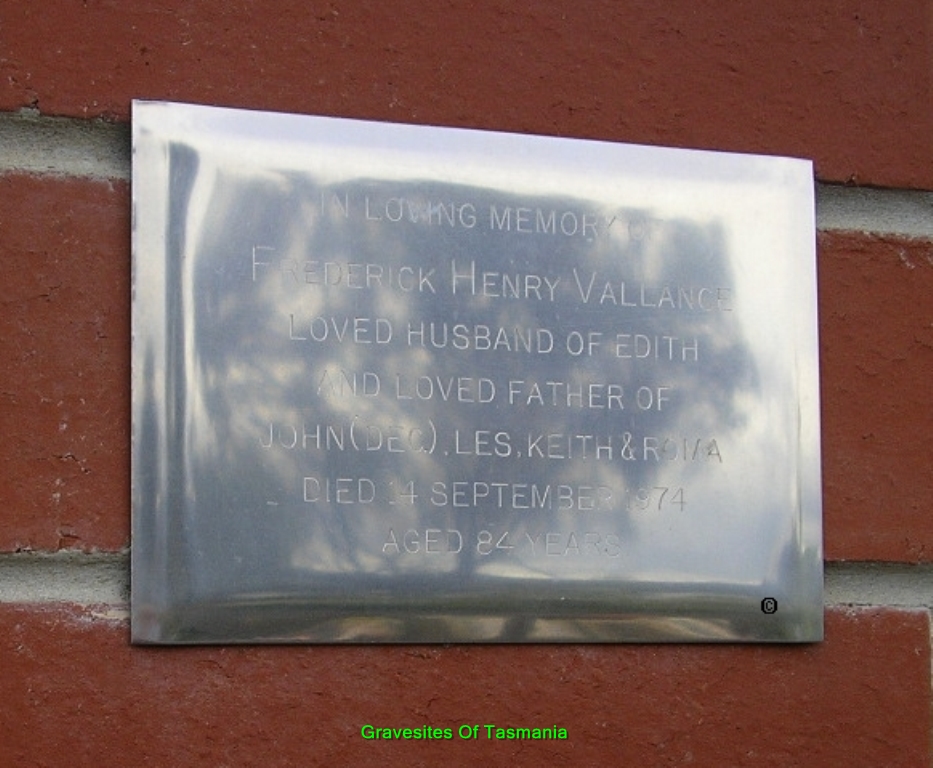 IN LOVING MEMORY OF
FREDERICK HENRY VALLANCE
LOVED HUSBAND OF EDITH
AND LOVED FATHER OF
JOHN (DEC), LES, KEITH & ROMA
DIED 14 SEPTEMBER 1974
AGED 84 YEARS
©
Gravesites Of Tasmania